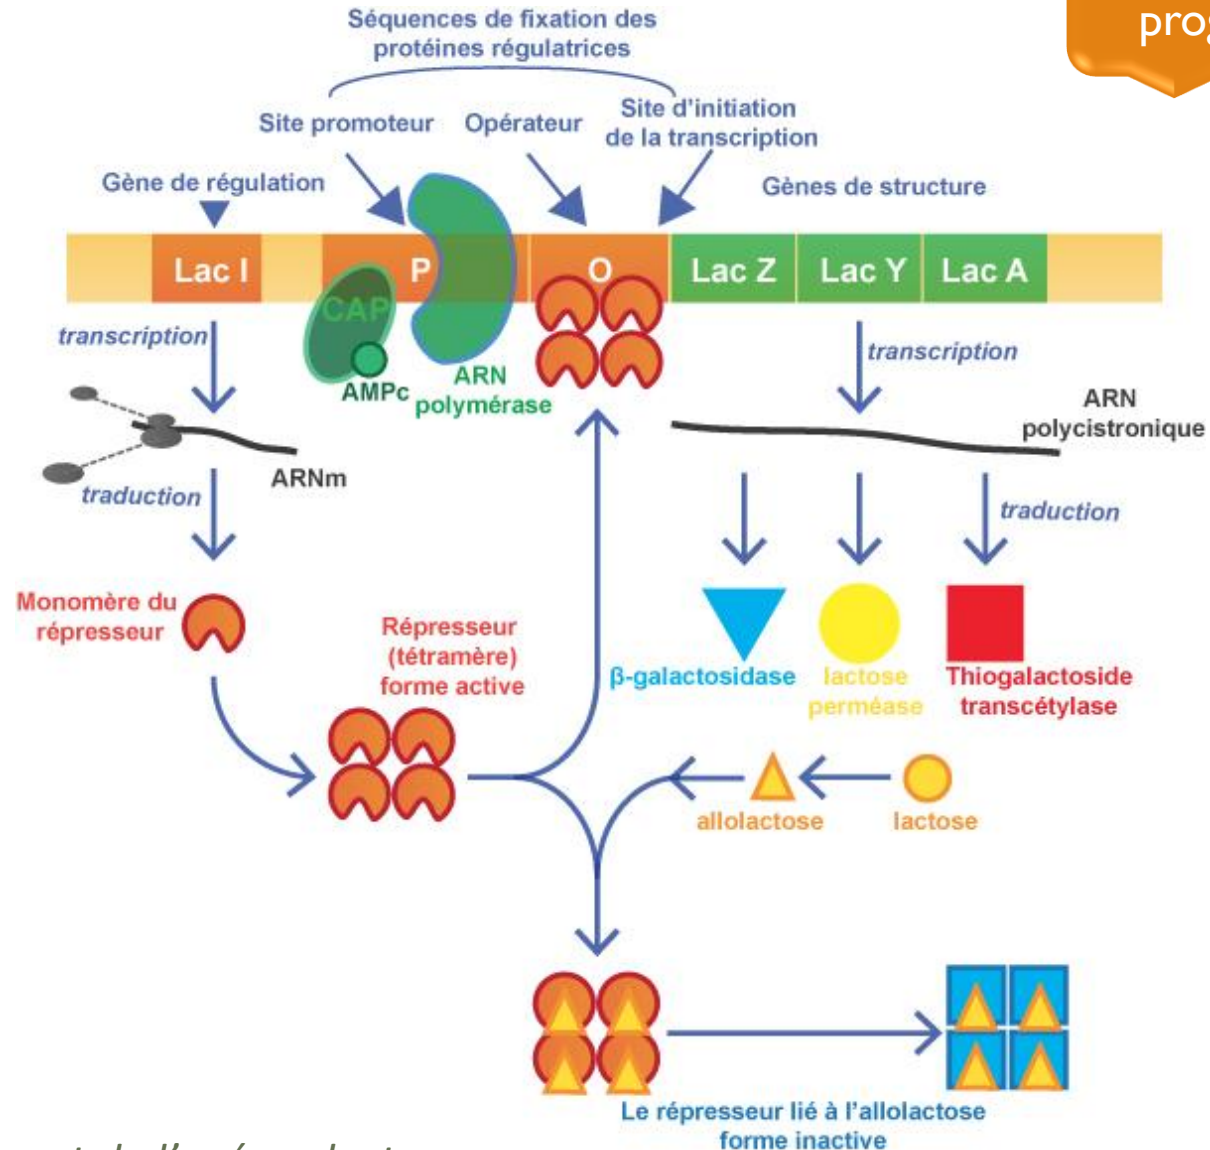 prog
Séquences de fixation des
protéines régulatrices
Site promoteur
Opérateur
Site d'initiation
de la transcription
Gène de régulation
Gènes de structure
Lac I
P
O
Lac Z
Lac Y
Lac A
CAP
AMPc
ARN
polymérase
transcription
transcription
ARN
polycistronique
ARNm
traduction
traduction
Monomère du
répresseur
Répresseur
(tétramère)
forme active
β-galactosidase
lactose
perméase
Thiogalactoside
transcétylase
allolactose
lactose
Le répresseur lié à l'allolactose
forme inactive